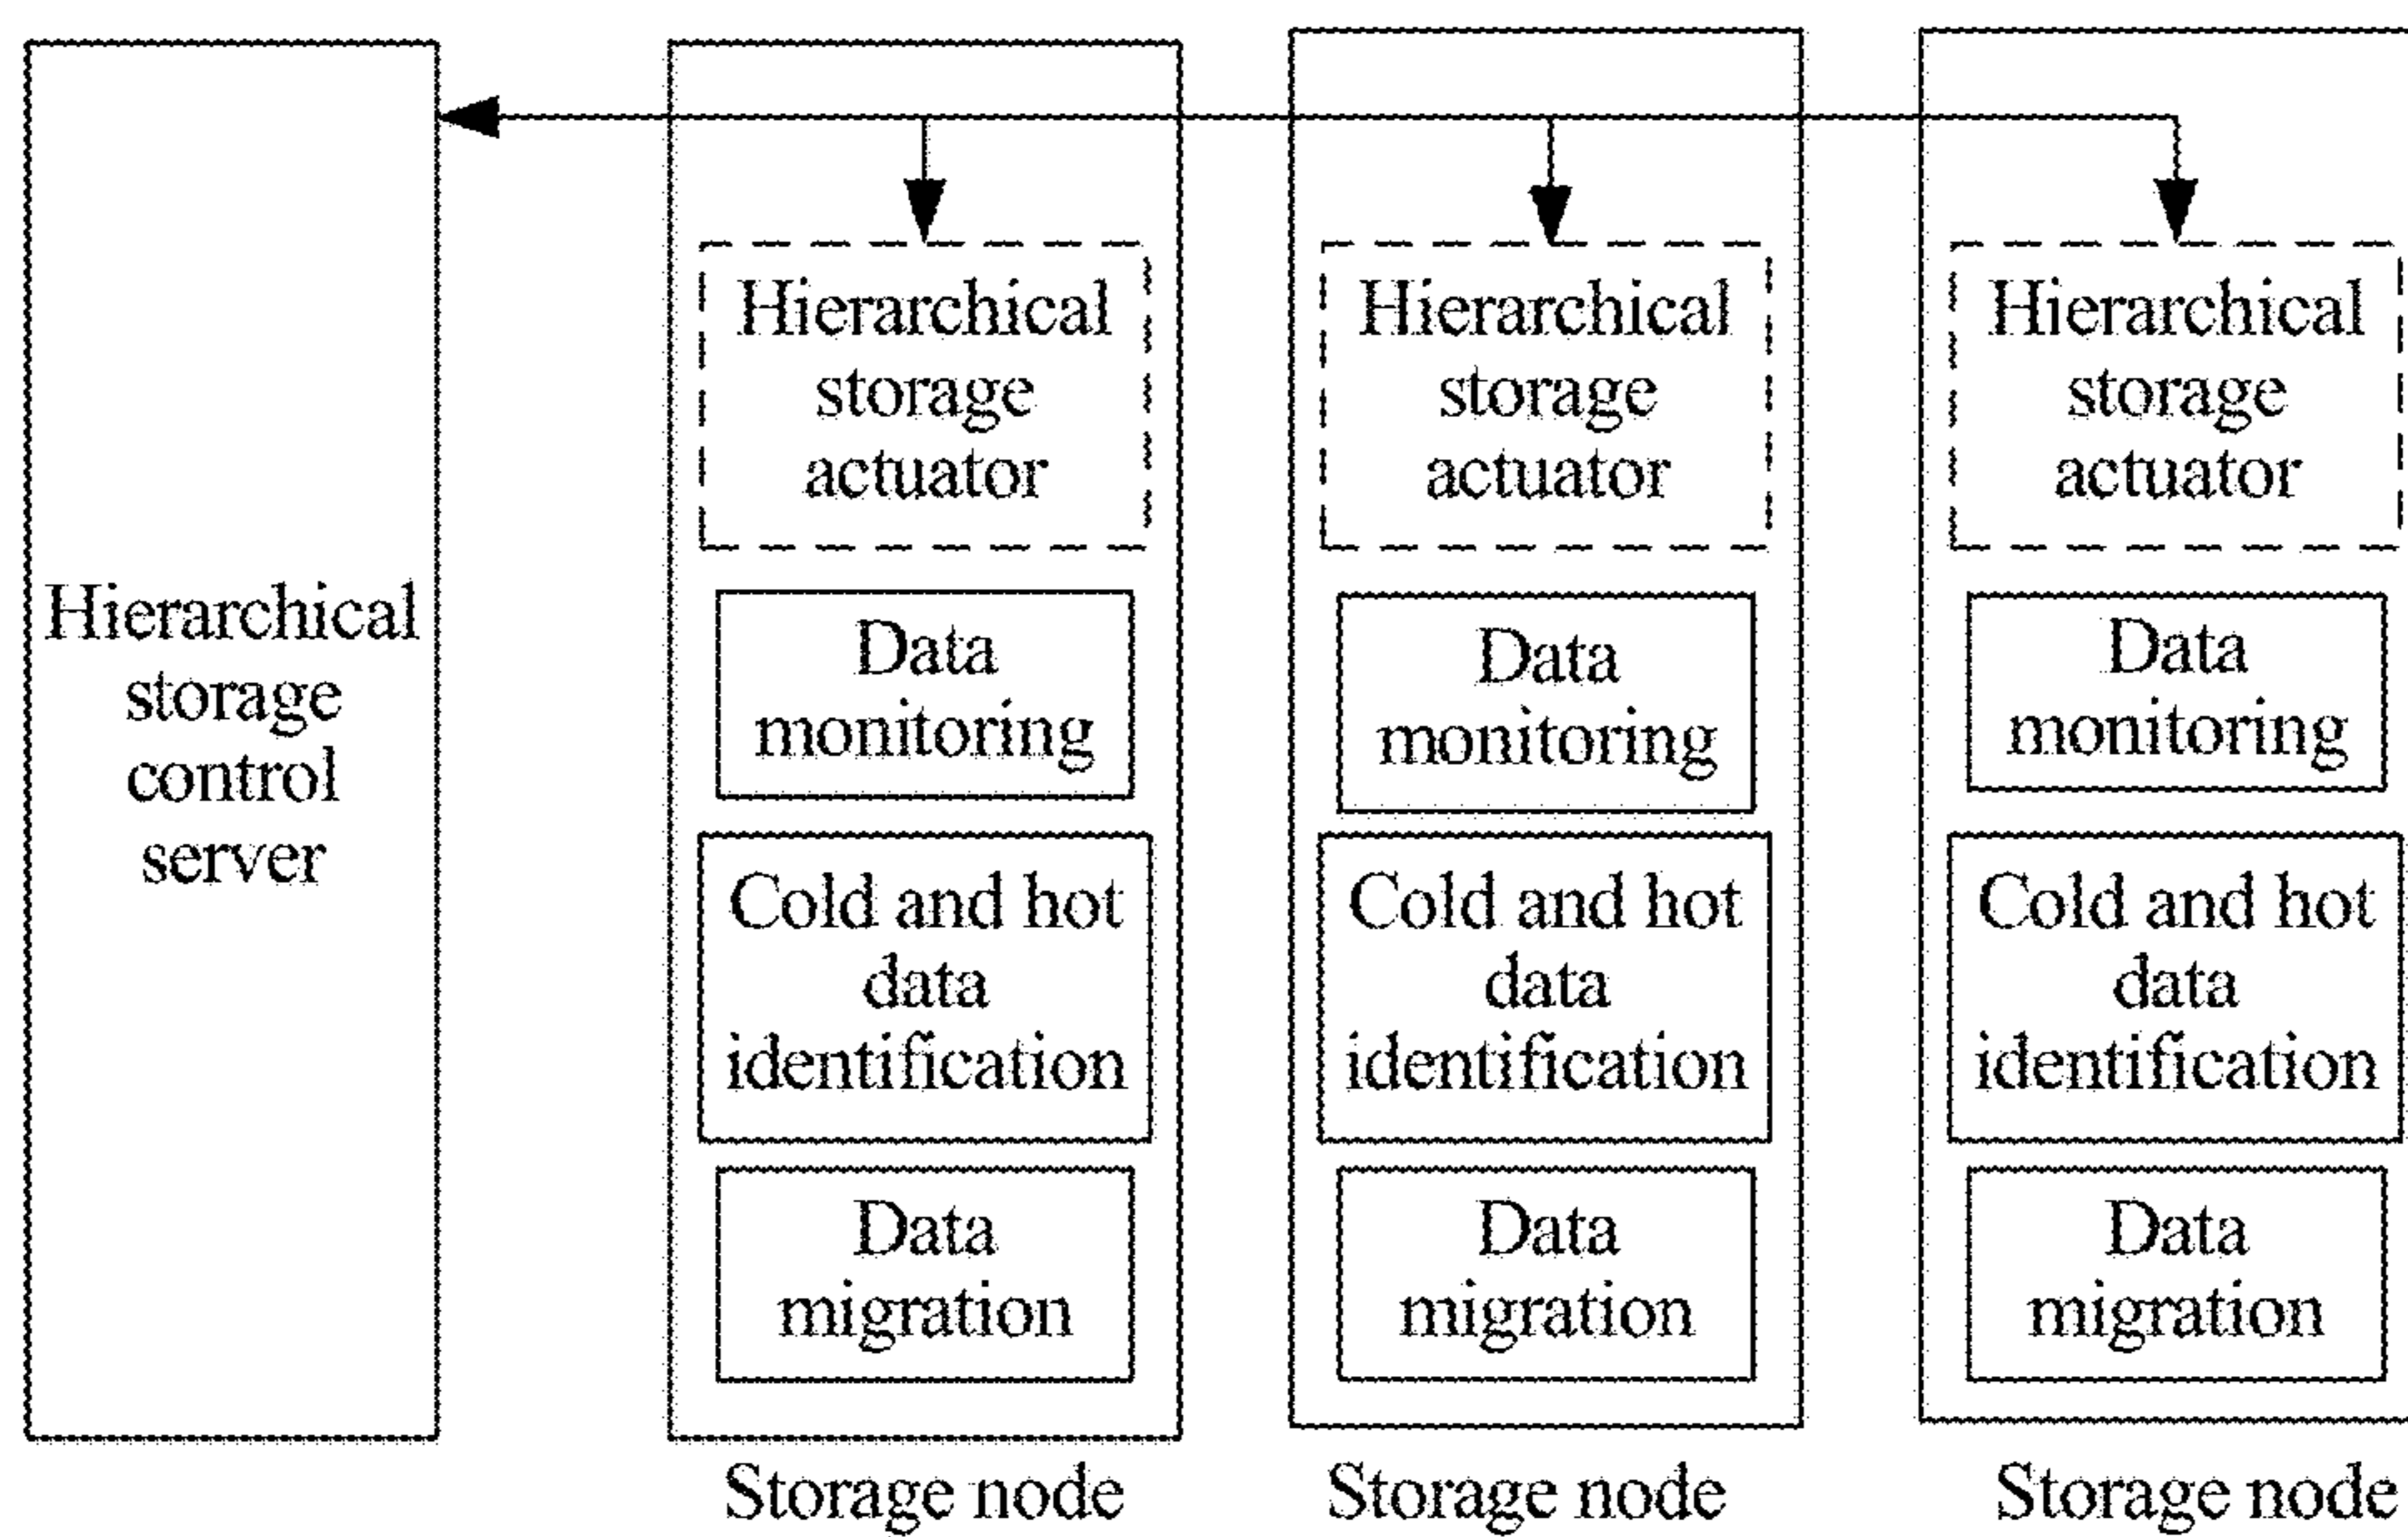 Hierarchical
storage
control
server
Hierarchical
storage
actuator
Data
monitoring
Cold and hot
data
identification
Data
migration
Storage node
Hierarchical
storage
actuator
Data
monitoring
Cold and hot
data
identification
Data
migration
Storage node
Hierarchical
storage
actuator
Data
monitoring
Cold and hot
data
identification
Data
migration
Storage node